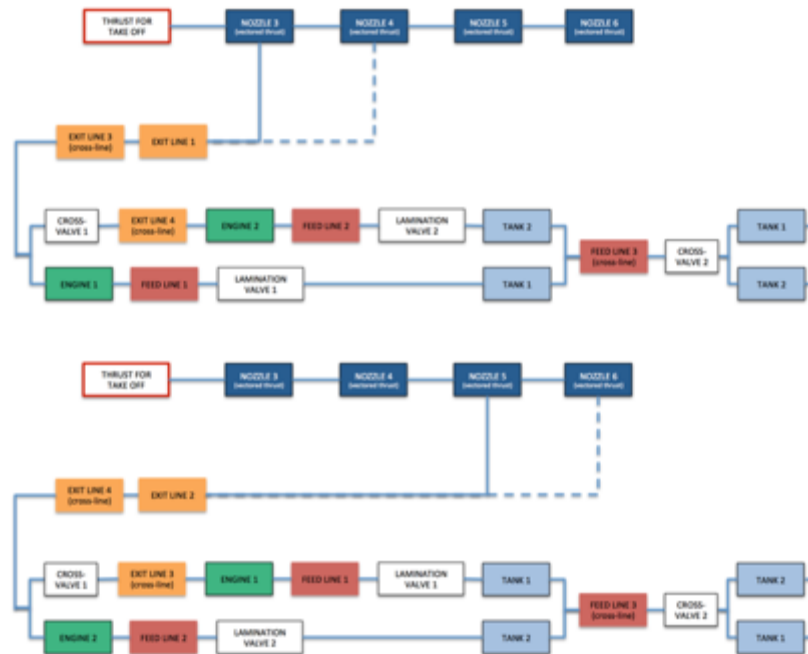 THRUST FOR
TAKE OFF
NOZZLE 3
(vectored thrust)
NOZZLE 4
(vectored thrust)
NOZZLE 5
(vectored thrust)
NOZZLE 6
(vectored thrust)
EXIT LINE 3
(cross-line)
EXIT LINE 1
CROSS-
VALVE 1
EXIT LINE 4
(cross-line)
ENGINE 2
FEED LINE 2
LAMINATION
VALVE 2
TANK 2
TANK 1
FEED LINE 3
(cross-line)
CROSS-
VALVE 2
ENGINE 1
FEED LINE 1
LAMINATION
VALVE 1
TANK 1
TANK 2
THRUST FOR
TAKE OFF
NOZZLE 3
(vectored thrust)
NOZZLE 4
(vectored thrust)
NOZZLE 5
(vectored thrust)
NOZZLE 6
(vectored thrust)
EXIT LINE 4
(cross-line)
EXIT LINE 2
CROSS-
VALVE 1
EXIT LINE 3
(cross-line)
ENGINE 1
FEED LINE 1
LAMINATION
VALVE 1
TANK 1
TANK 2
FEED LINE 3
(cross-line)
CROSS-
VALVE 2
ENGINE 2
FEED LINE 2
LAMINATION
VALVE 2
TANK 2
TANK 1